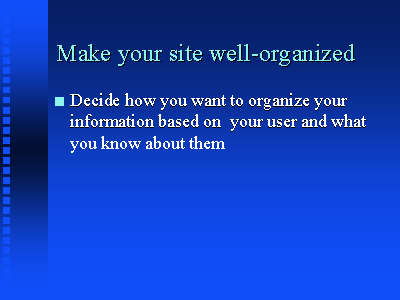 Make your site well-organized
Decide how you want to organize your
information based on  your user and what
you know about them